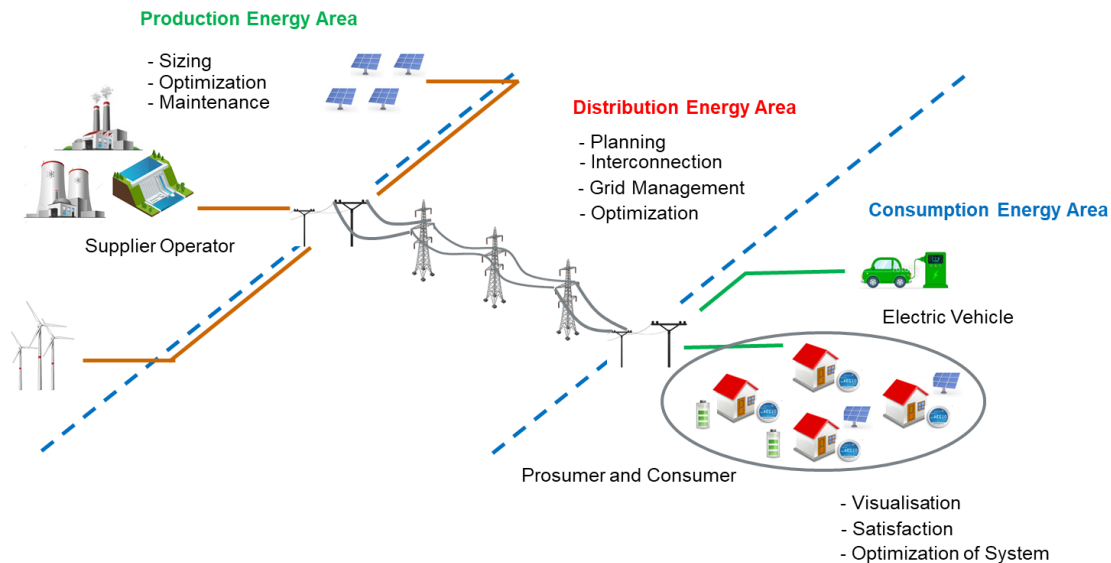 Production Energy Area
- Sizing
- Optimization
- Maintenance
Supplier Operator
Distribution Energy Area
- Planning
- Interconnection
- Grid Management
- Optimization
Consumption Energy Area
Electric Vehicle
Prosumer and Consumer
- Visualisation
- Satisfaction
- Optimization of System